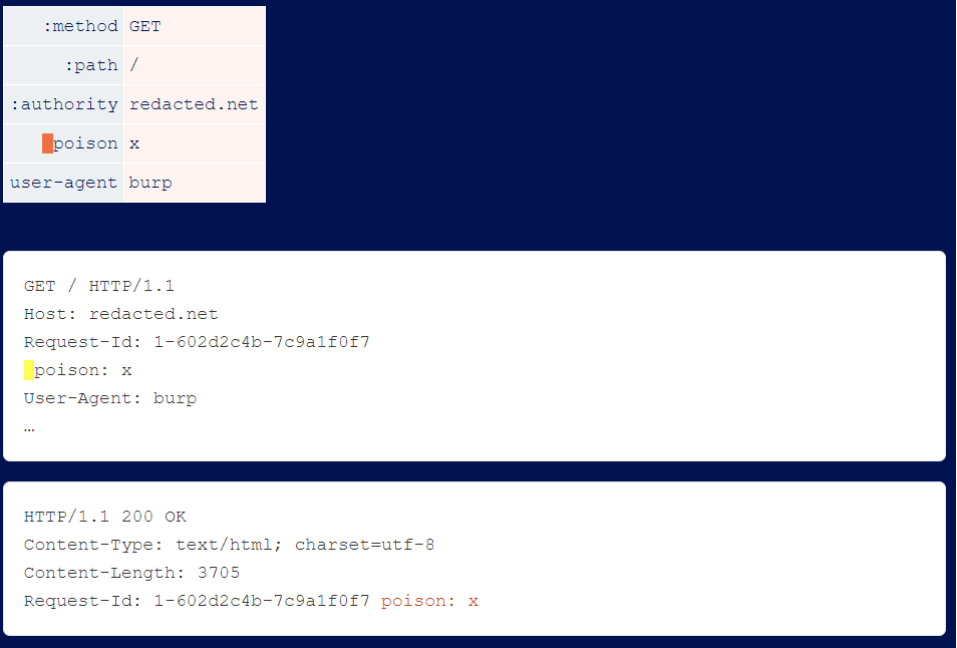 :method GET
:path /
:authority redacted.net
poison x
user-agent burp
GET / HTTP/1.1
Host: redacted.net
Request-Id: 1-602d2c4b-7c9a1f0f7
poison: x
User-Agent: burp
…
HTTP/1.1 200 OK
Content-Type: text/html; charset=utf-8
Content-Length: 3705
Request-Id: 1-602d2c4b-7c9a1f0f7 poison: x